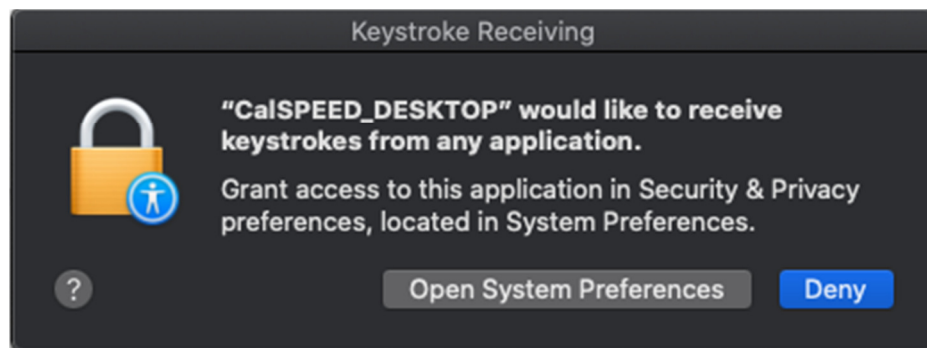 Keystroke Receiving
“CalSPEED_DESKTOP” would like to receive
keystrokes from any application.
Grant access to this application in Security & Privacy
preferences, located in System Preferences.
?
Open System Preferences
Deny